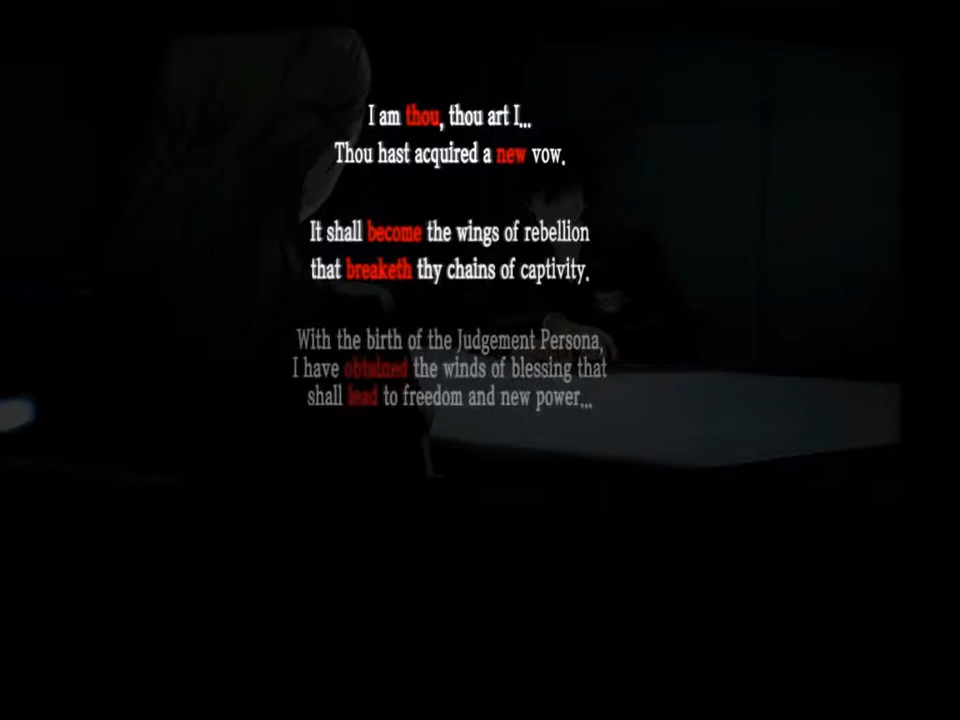 I am thou, thou art I...
Thou hast acquired a new vow.
It shall become the wings of rebellion
that breaketh thy chains of captivity.
With the birth of the Judgement Persona,
I have obtained the winds of blessing that
shall lead to freedom and new power...